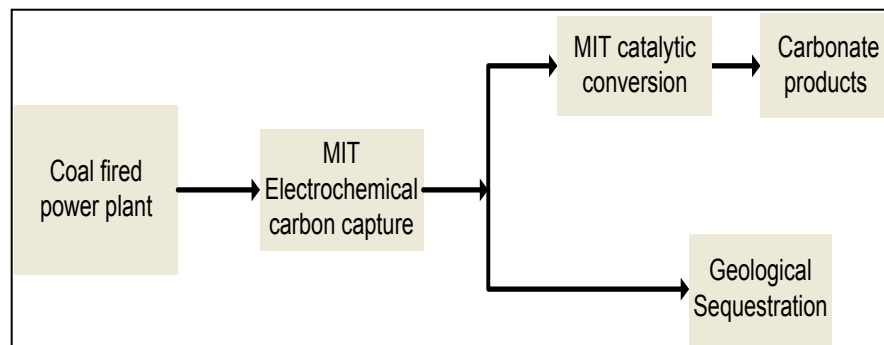 Coal fired
power plant
MIT
Electrochemical
carbon capture
MIT catalytic
conversion
Carbonate
products
Geological
Sequestration